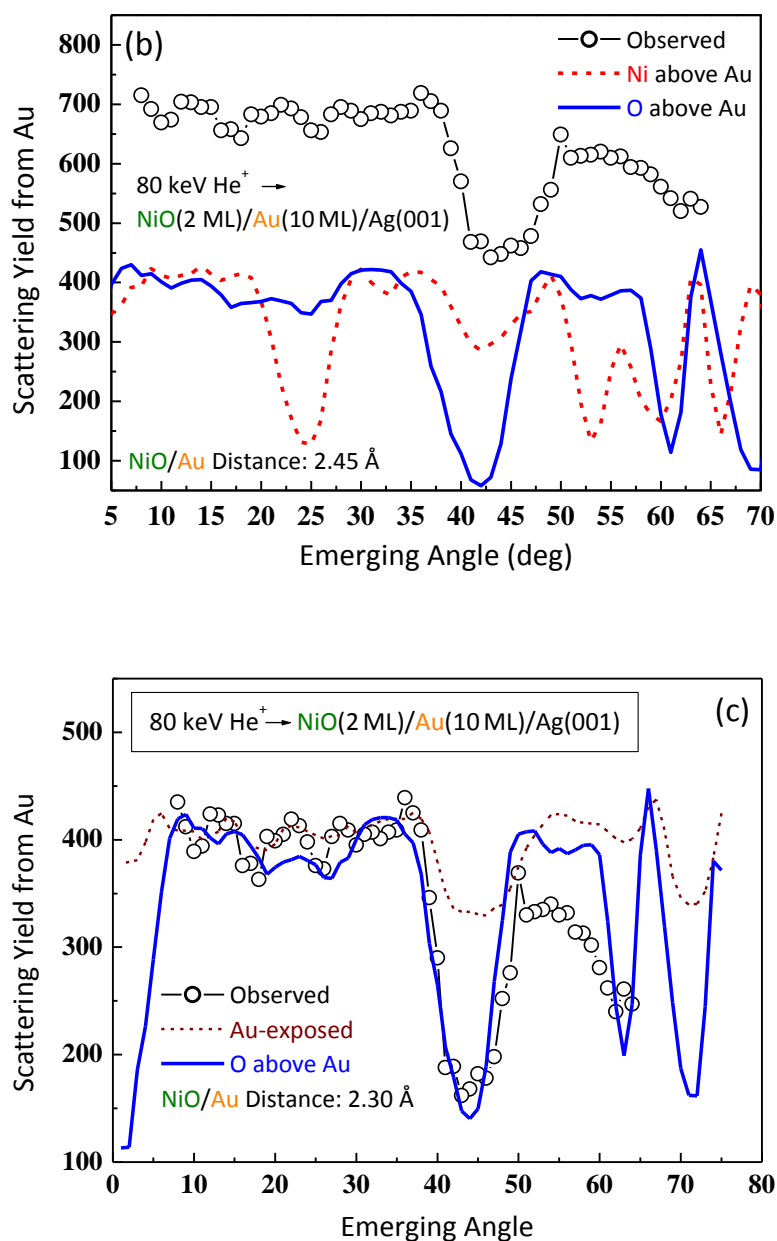 (b)
Observed
Ni above Au
O above Au
80 keV He+ →
NiO(2 ML)/Au(10 ML)/Ag(001)
NiO/Au Distance: 2.45 Å
Scattering Yield from Au
800
700
600
500
400
300
200
100
5 10 15 20 25 30 35 40 45 50 55 60 65 70
Emerging Angle (deg)
80 keV He+→ NiO(2 ML)/Au(10 ML)/Ag(001)
(c)
Observed
Au-exposed
O above Au
NiO/Au Distance: 2.30 Å
Scattering Yield from Au
500
400
300
200
100
0 10 20 30 40 50 60 70 80
Emerging Angle